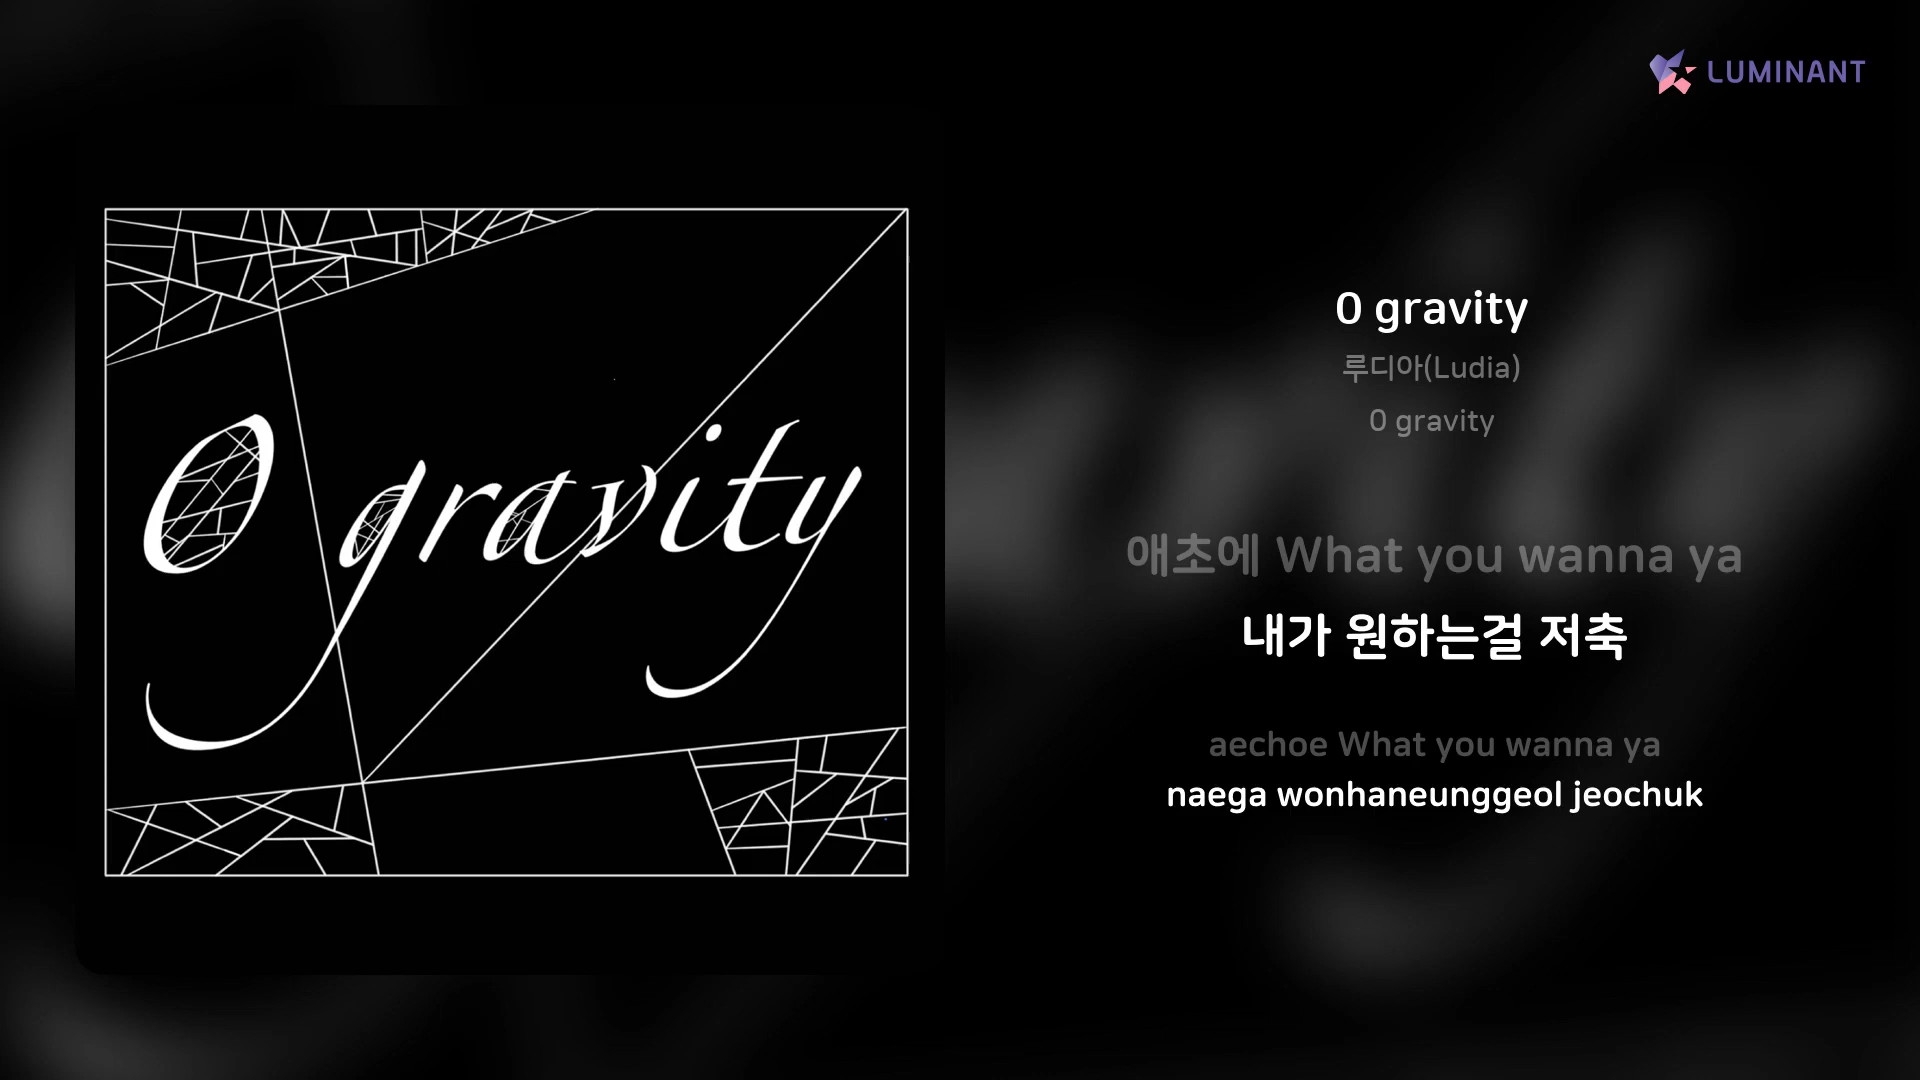 LUMINANT
0 gravity
0 gravity
루디아(Ludia)
0 gravity
애초에 What you wanna ya
내가 원하는걸 저축
aechoe What you wanna ya
naega wonhaneunggeol jeochuk